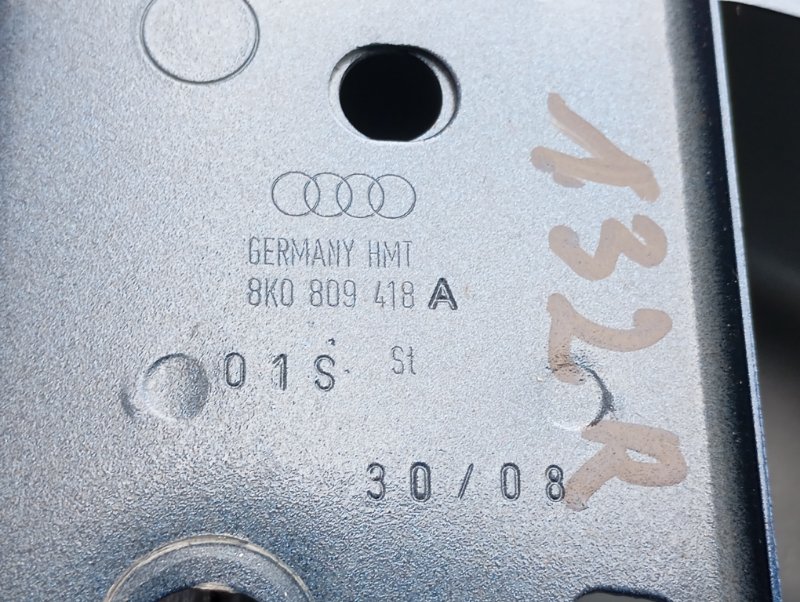 GERMANY HMT
8K0 809 418 A
01S St
30/08
132R